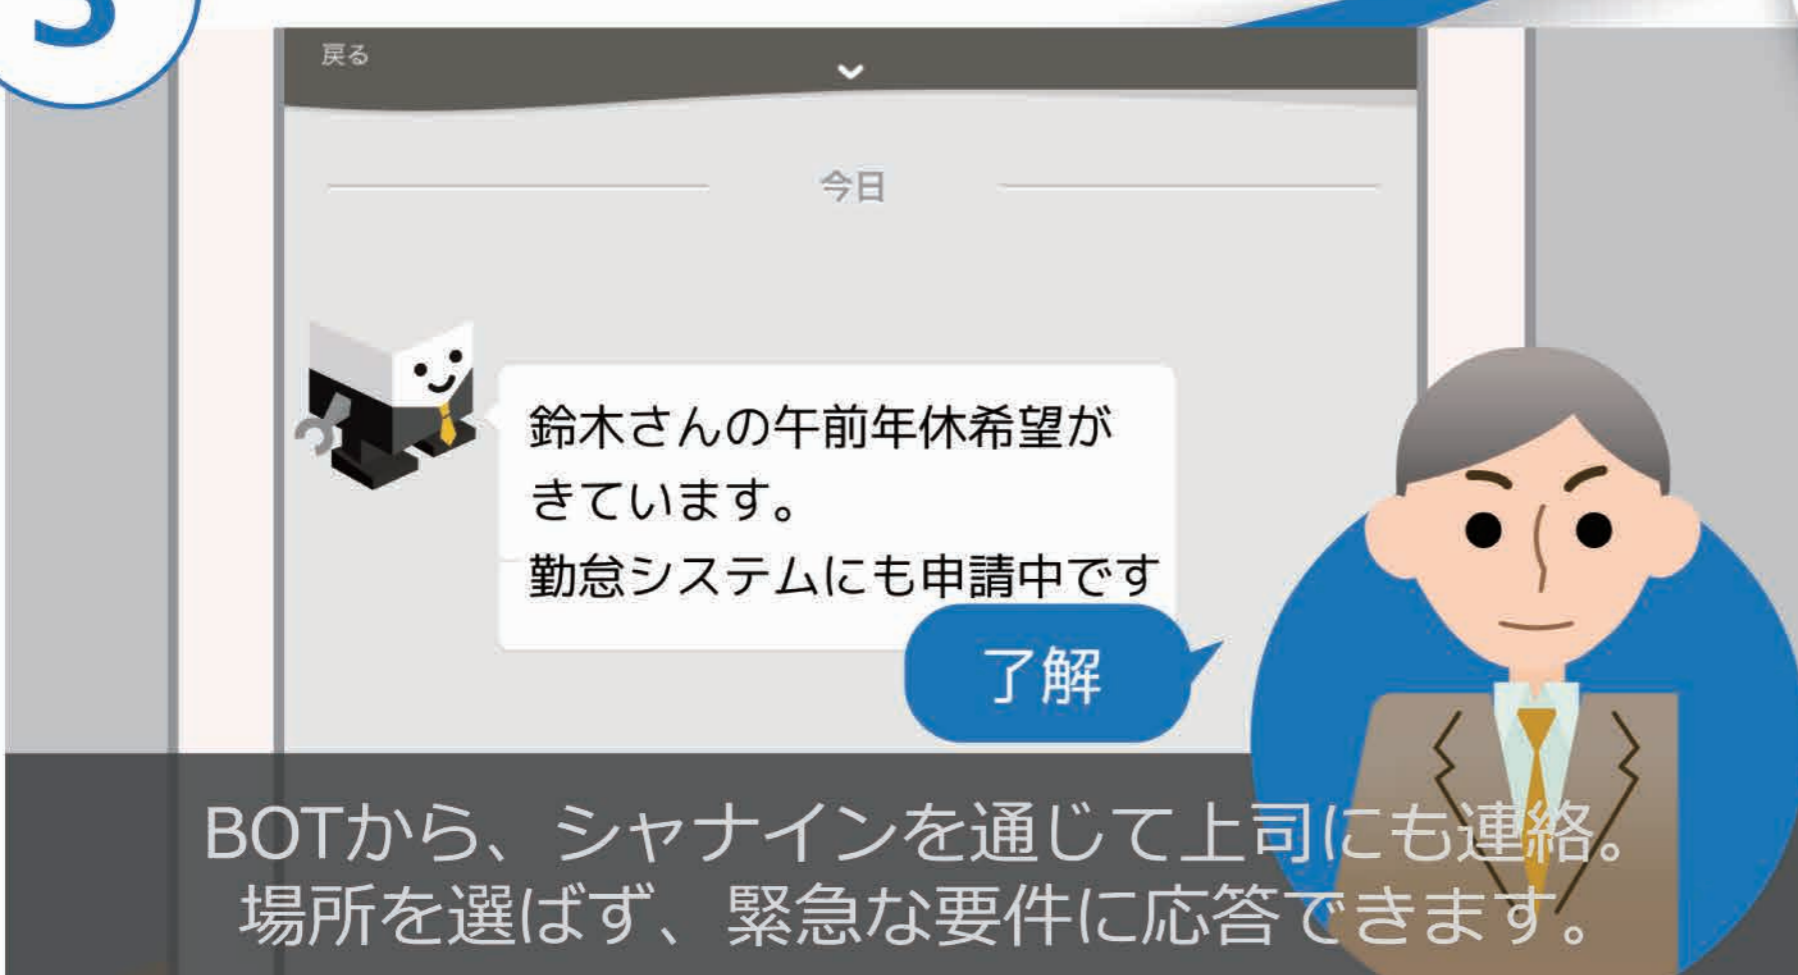 3
戻る
今日
鈴木さんの午前年休希望が
きています。
勤怠システムにも申請中です
了解
BOTから、シャナインを通じて上司にも連絡。
場所を選ばず、緊急な要件に応答できます。